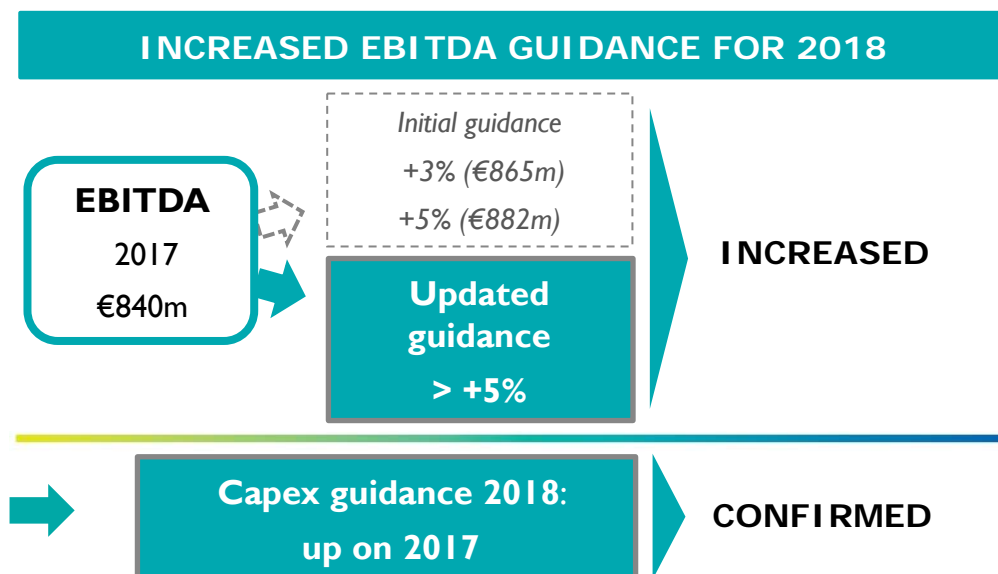 INCREASED EBITDA GUIDANCE FOR 2018
Initial guidance
+3% (€865m)
+5% (€882m)
EBITDA
2017
€840m
INCREASED
Updated
guidance
> +5%
Capex guidance 2018:
up on 2017
CONFIRMED